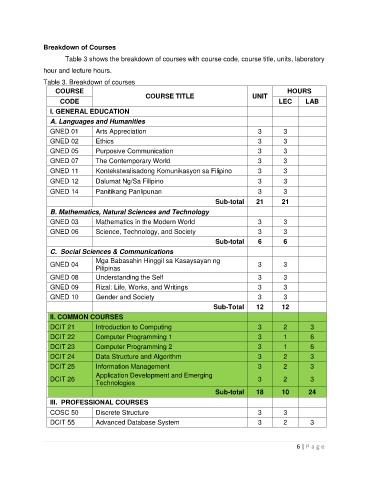 Breakdown of Courses
Table 3 shows the breakdown of courses with course code, course title, units, laboratory
hour and lecture hours.
Table 3. Breakdown of courses
COURSE CODE COURSE TITLE UNIT HOURS
LEC LAB
I. GENERAL EDUCATION
A. Languages and Humanities
GNED 01 Arts Appreciation 3 3
GNED 02 Ethics 3 3
GNED 05 Purposive Communication 3 3
GNED 07 The Contemporary World 3 3
GNED 11 Kontekstwalisadong Komunikasyon sa Filipino 3 3
GNED 12 Dalumat Ng/Sa Filipino 3 3
GNED 14 Panitikang Panlipunan 3 3
Sub-total 21 21
B. Mathematics, Natural Sciences and Technology
GNED 03 Mathematics in the Modern World 3 3
GNED 06 Science, Technology, and Society 3 3
Sub-total 6 6
C. Social Sciences & Communications
GNED 04 Mga Babasahin Hinggil sa Kasaysayan ng
Pilipinas 3 3
GNED 08 Understanding the Self 3 3
GNED 09 Rizal: Life, Works, and Writings 3 3
GNED 10 Gender and Society 3 3
Sub-Total 12 12
II. COMMON COURSES
DCIT 21 Introduction to Computing 3 2 3
DCIT 22 Computer Programming 1 3 1 6
DCIT 23 Computer Programming 2 3 1 6
DCIT 24 Data Structure and Algorithm 3 2 3
DCIT 25 Information Management 3 2 3
DCIT 26 Application Development and Emerging
Technologies 3 2 3
Sub-total 18 10 24
III. PROFESSIONAL COURSES
COSC 50 Discrete Structure 3 3
DCIT 55 Advanced Database System 3 2 3
6 | P a g e